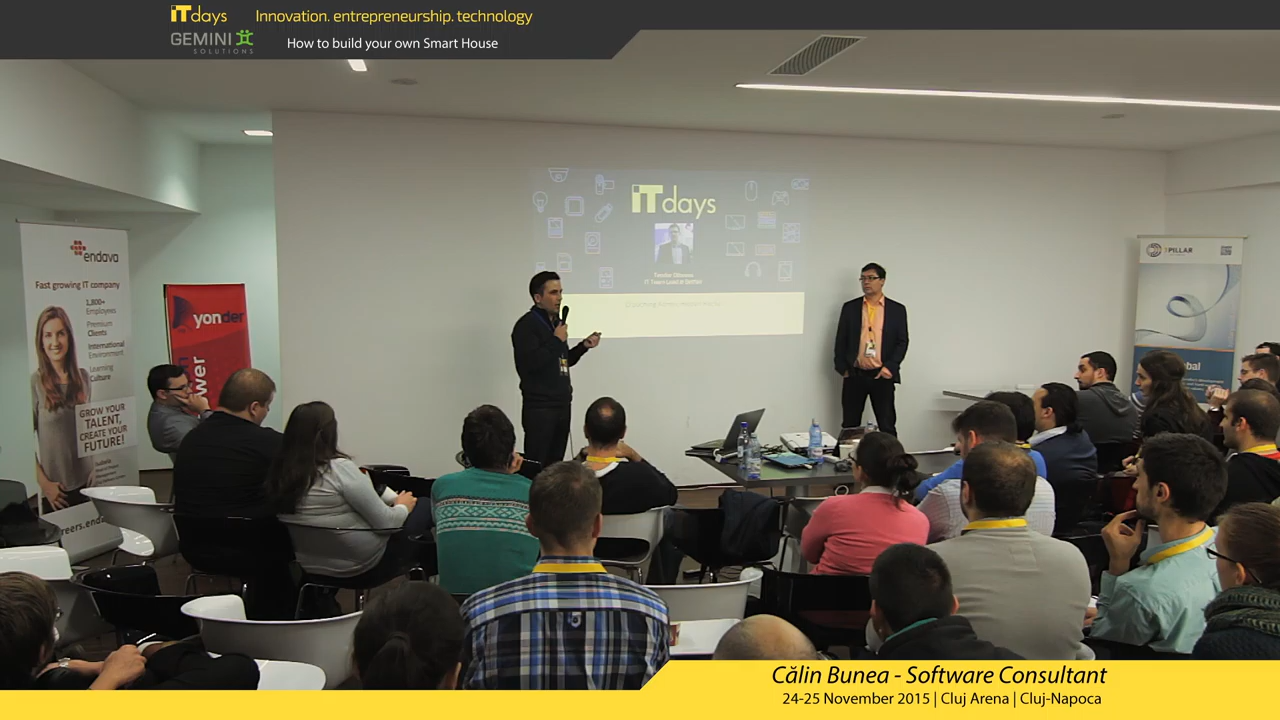 iTdays
Innovation. entrepreneurship. technology
GEMINI
SOLUTIONS
How to build your own Smart House
iTdays
endava
Fast growing IT company
1,800+
Employees
Premium
Clients
International
Environment
Learning
Culture
GROW YOUR
TALENT,
CREATE YOUR
FUTURE!
yonder
Călin Bunea - Software Consultant
24-25 November 2015 | Cluj Arena | Cluj-Napoca